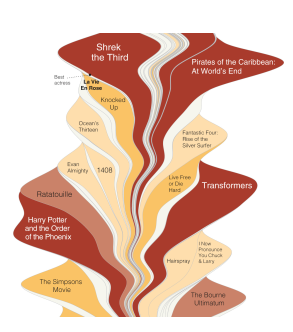 Shrek
the Third
Pirates of the Caribbean:
At World's End
Best
actress
La Vie
En Rose
Knocked
Up
Ocean's
Thirteen
Fantastic Four:
Rise of the
Silver Surfer
Evan
Almighty
1408
Live Free
or Die
Hard
Transformers
Ratatouille
Harry Potter
and the Order
of the Phoenix
I Now
Pronounce
You Chuck
& Larry
Hairspray
The Simpsons
Movie
The Bourne
Ultimatum